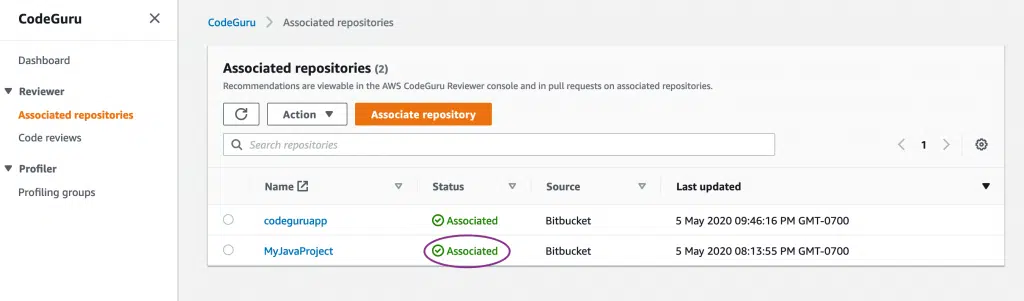 CodeGuru
Dashboard
Reviewer
Associated repositories
Code reviews
Profiler
Profiling groups
CodeGuru > Associated repositories
Associated repositories (2)
Recommendations are viewable in the AWS CodeGuru Reviewer console and in pull requests on associated repositories.
Action Associate repository
Search repositories 1
Name Status Source Last updated
codeguruapp Associated Bitbucket 5 May 2020 09:46:16 PM GMT-0700
MyJavaProject Associated Bitbucket 5 May 2020 08:13:55 PM GMT-0700